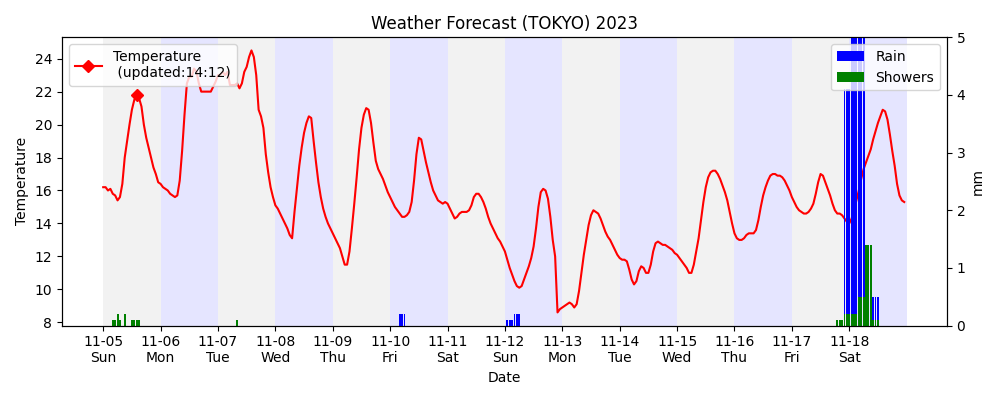 Weather Forecast (TOKYO) 2023
Temperature
(updated:14:12)
Rain
Showers
Temperature
24
22
20
18
16
14
12
10
8
5
4
3
2
1
0
mm
11-05 11-06 11-07 11-08 11-09 11-10 11-11 11-12 11-13 11-14 11-15 11-16 11-17 11-18
Sun Mon Tue Wed Thu Fri Sat Sun Mon Tue Wed Thu Fri Sat
Date